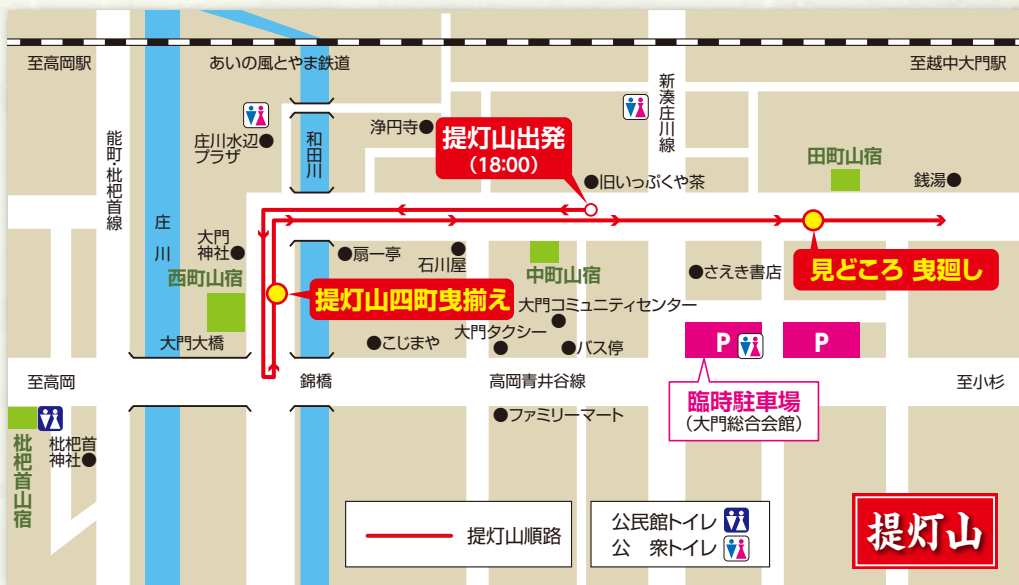 至高岡駅
あいの風とやま鉄道
至越中大門駅
能町・枇杷首線
庄川
庄川水辺
プラザ
和田川
浄円寺
提灯山出発
(18:00)
新湊庄川線
旧いっぷくや茶
田町山宿
銭湯
大門
神社
西町山宿
扇一亭
石川屋
中町山宿
さえき書店
見どころ 曳廻し
提灯山四町曳揃え
大門コミュニティセンター
大門タクシー
バス停
こじまや
大門大橋
P
P
至高岡
錦橋
高岡青井谷線
至小杉
臨時駐車場
(大門総合会館)
ファミリーマート
枇杷首
神社
枇杷首山宿
提灯山順路
公民館トイレ
公 衆トイレ
提灯山